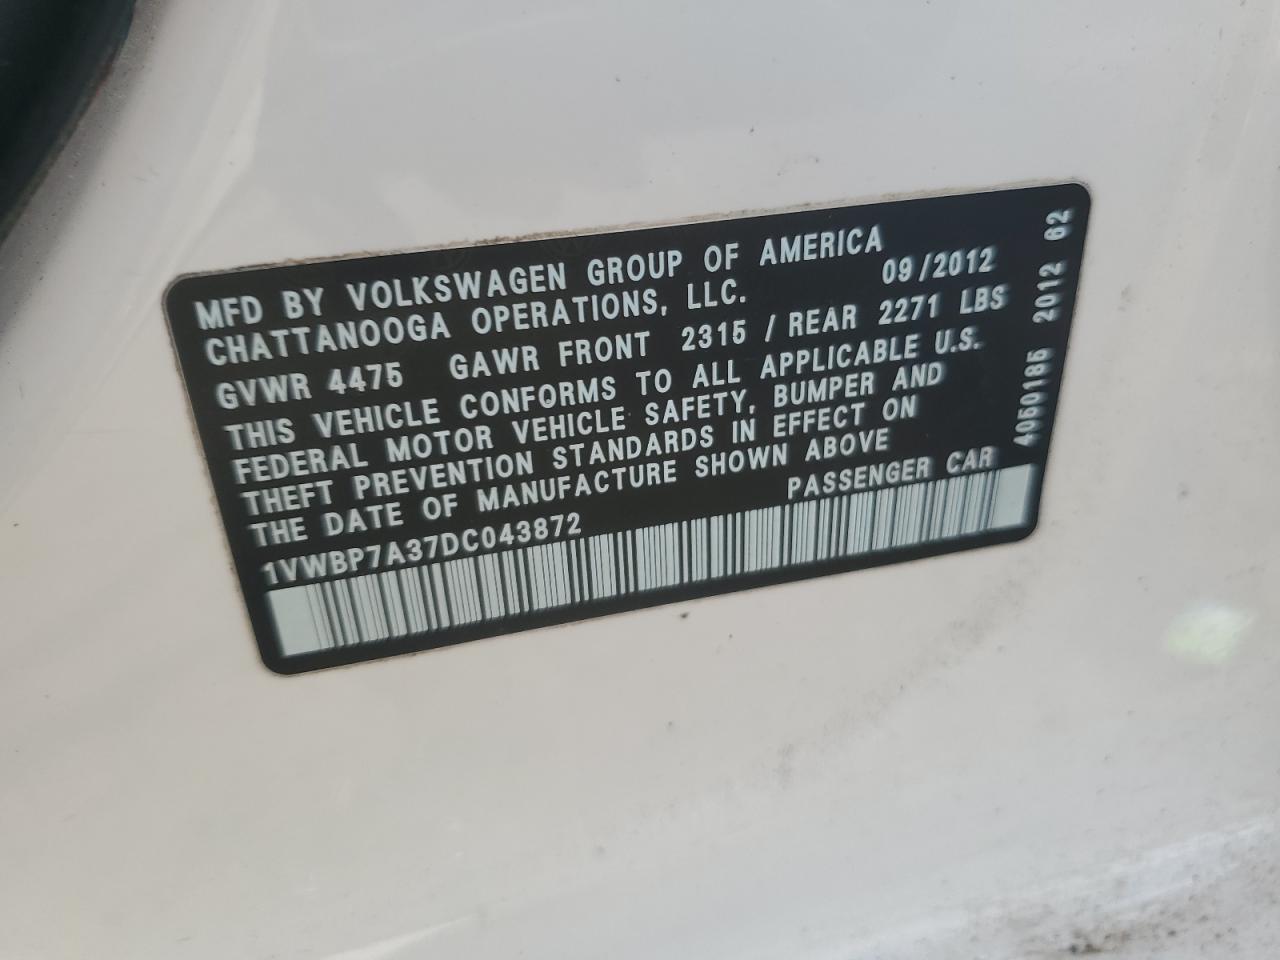 MFD BY VOLKSWAGEN GROUP OF AMERICA
CHATTANOOGA OPERATIONS, LLC. 09/2012
GVWR 4475 GAWR FRONT 2315 / REAR 2271 LBS
THIS VEHICLE CONFORMS TO ALL APPLICABLE U.S.
FEDERAL MOTOR VEHICLE SAFETY, BUMPER AND
THEFT PREVENTION STANDARDS IN EFFECT ON
THE DATE OF MANUFACTURE SHOWN ABOVE
1VWBP7A37DC043872 PASSENGER CAR
4050185 2012 62